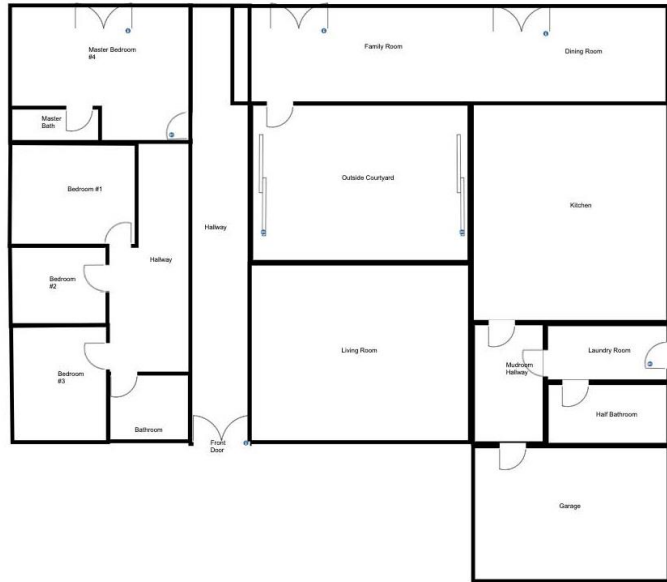 Master Bedroom
#4
Family Room
Dining Room
Master
Bath
Bedroom #1
Outside Courtyard
Kitchen
Hallway
Hallway
Bedroom
#2
Living Room
Mudroom
Hallway
Laundry Room
Bedroom
#3
Half Bathroom
Bathroom
Front
Door
Garage